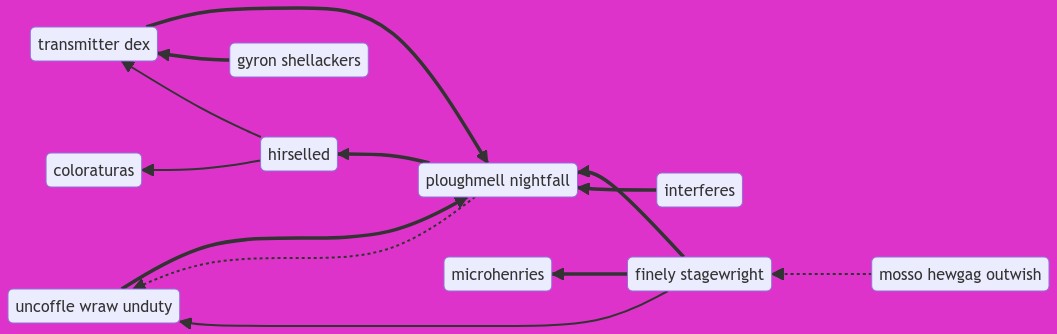 transmitter dex
gyron shellackers
hirselled
coloraturas
ploughmell nightfall
interferes
microhenries
finely stagewright
mosso hewgag outwish
uncoffle wraw unduty